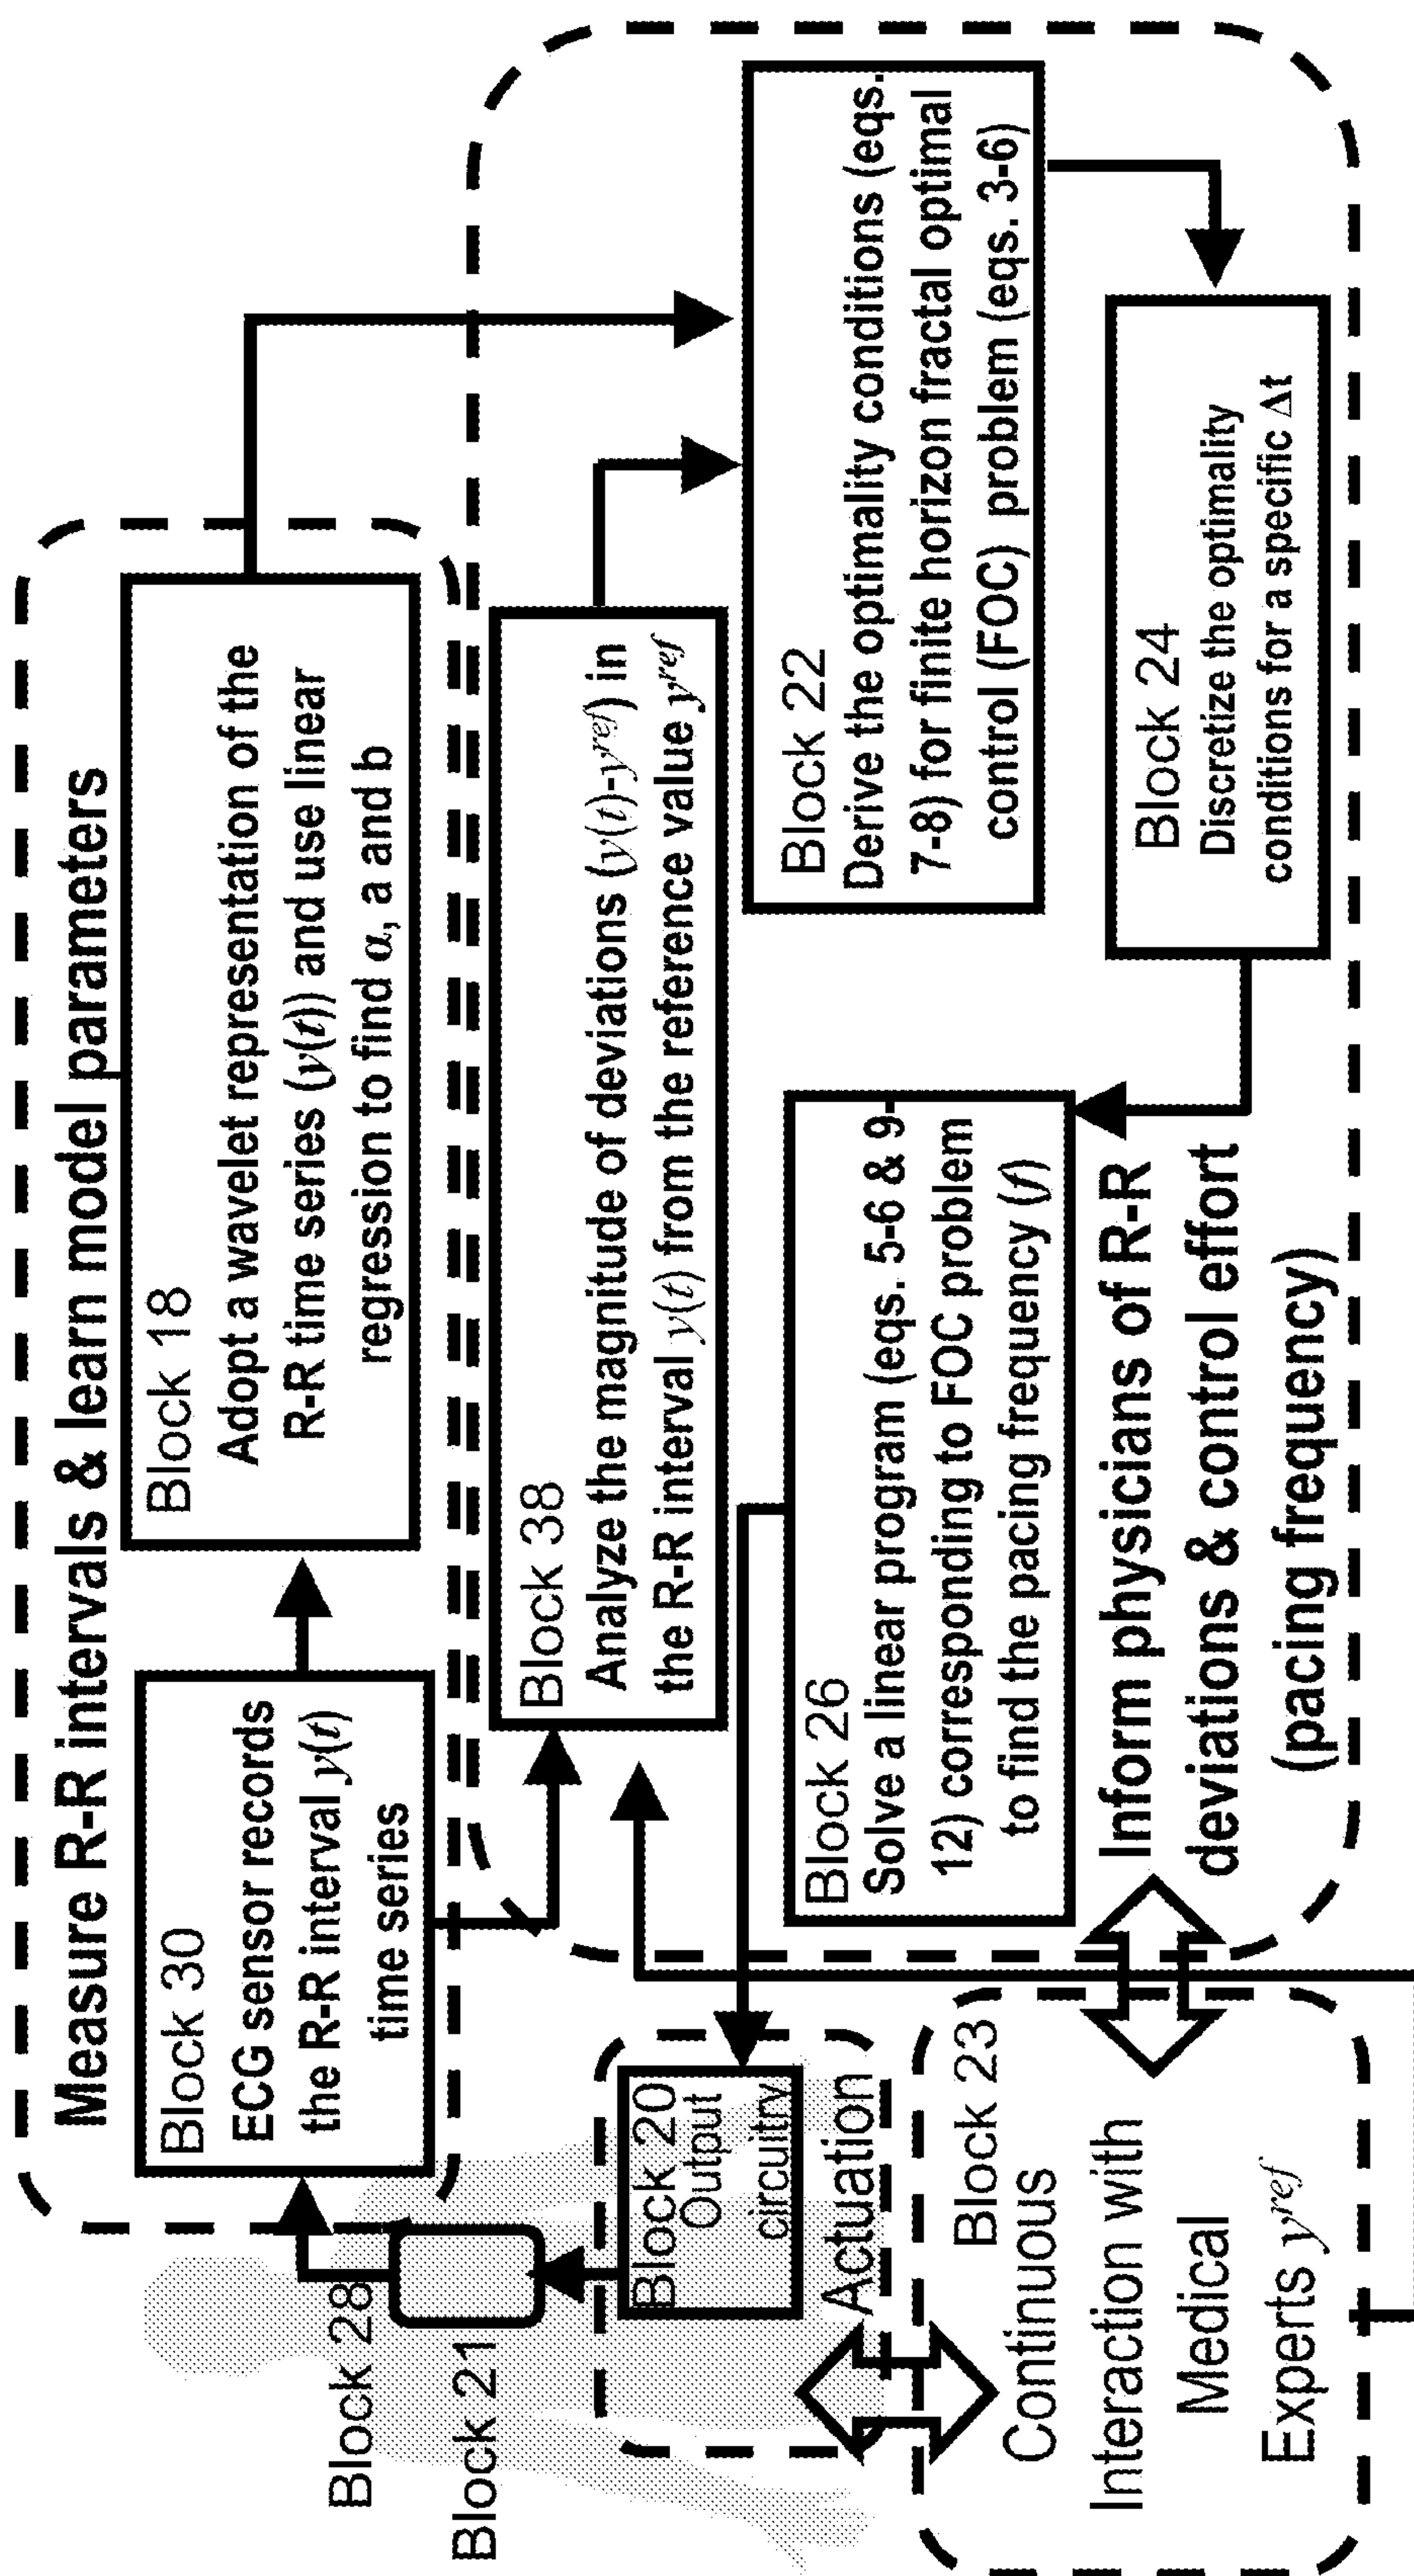 Measure R-R intervals & learn model parameters
Block 30
ECG sensor records
the R-R interval y(t)
time series
Block 18
Adopt a wavelet representation of the
R-R time series (y(t)) and use linear
regression to find α, a and b
Block 28
Block 21
Block 38
Analyze the magnitude of deviations (y(t)-y^ref) in
the R-R interval y(t) from the reference value y^ref
Block 20
Output
circuitry
Actuation
Block 22
Derive the optimality conditions (eqs.
7-8) for finite horizon fractal optimal
control (FOC) problem (eqs. 3-6)
Block 26
Solve a linear program (eqs. 5-6 & 9-
12) corresponding to FOC problem
to find the pacing frequency (f)
Block 24
Discretize the optimality
conditions for a specific Δt
Block 23
Continuous
Interaction with
Medical
Experts y^ref
Inform physicians of R-R
deviations & control effort
(pacing frequency)